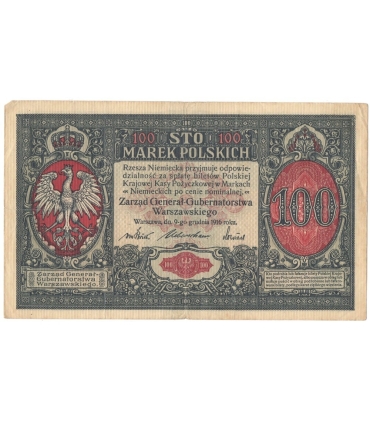 100 STO 100
MAREK POLSKICH
Rzesza Niemiecka przyjmuje odpowie-
dzialność za spłatę biletów Polskiej
Krajowej Kasy Pożyczkowej w Markach
Niemieckich po cenie nominalnej.
Zarząd Generał-Gubernatorstwa
Warszawskiego
Warszawa, dn. 9-go grudnia 1916 roku.
100
100 100
Zarząd Generał-
Gubernatorstwa
Warszawskiego